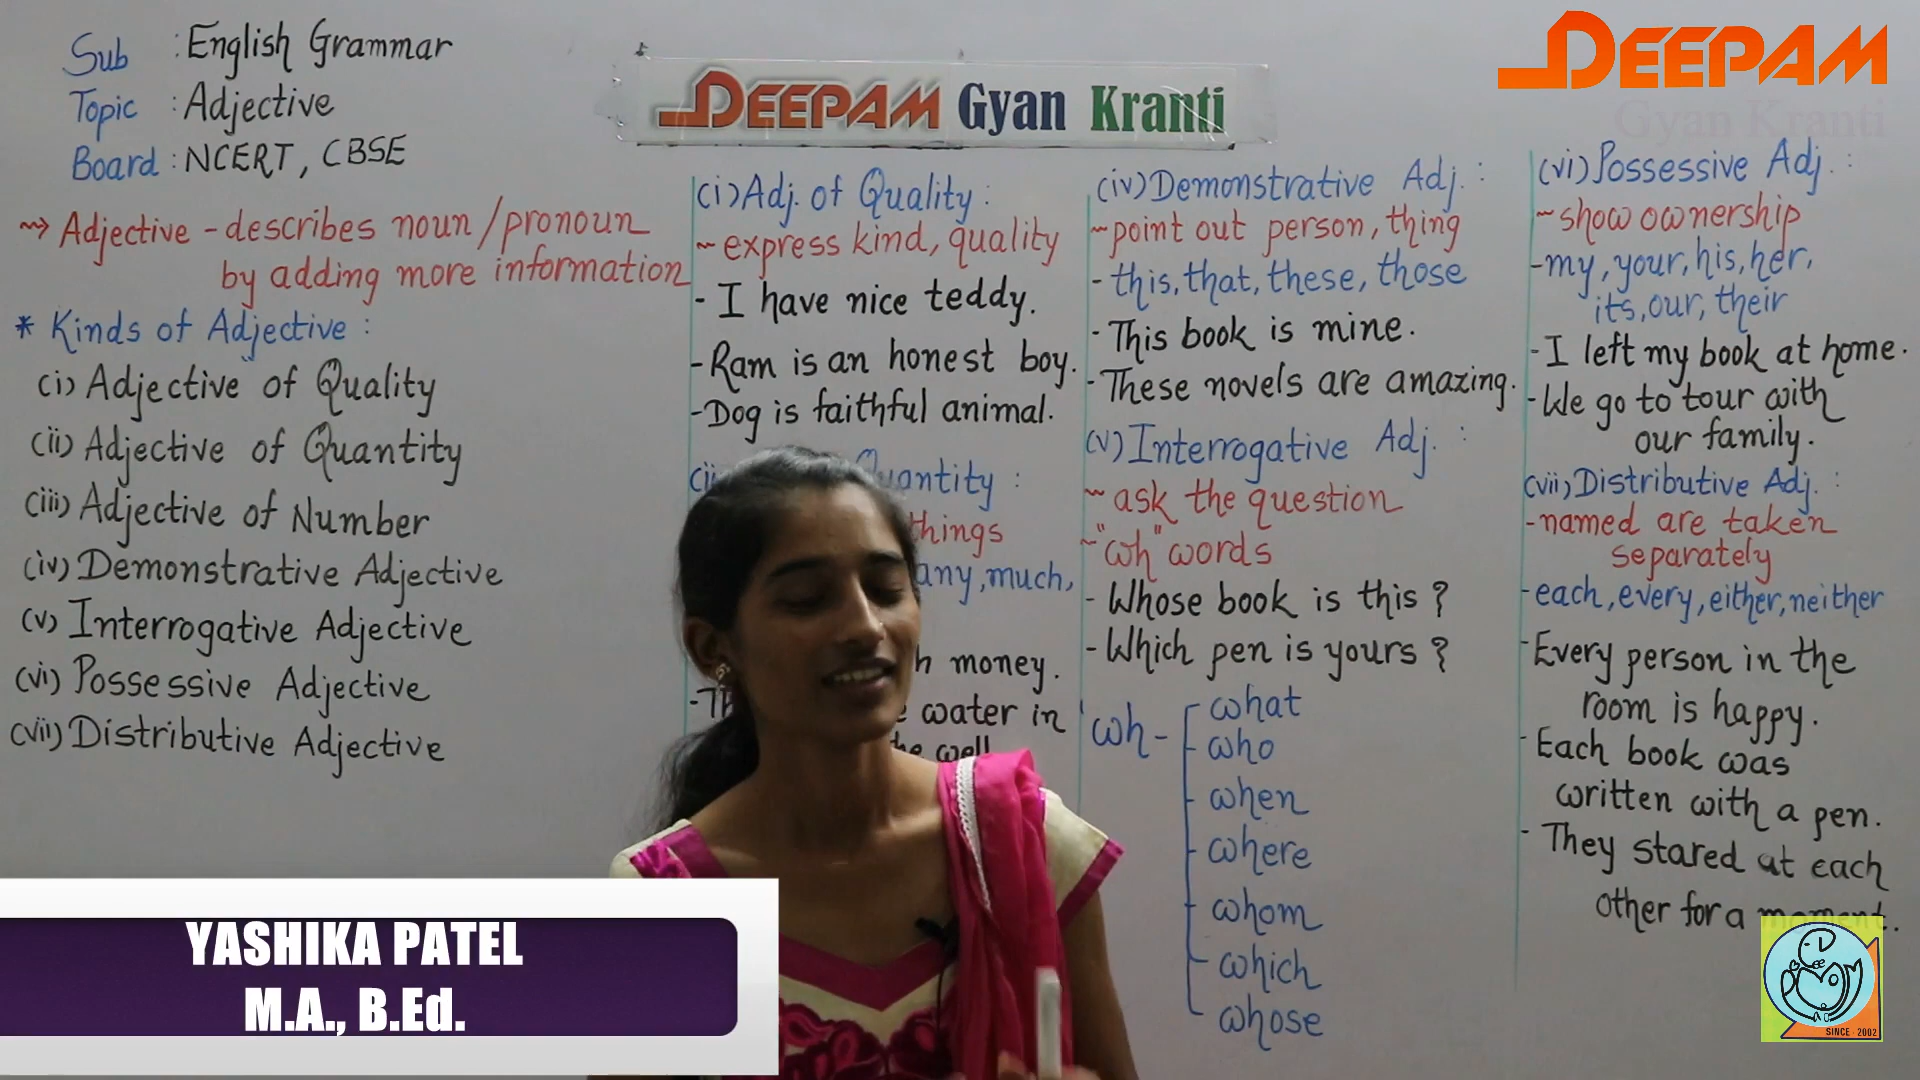 Sub : English Grammar
Topic : Adjective
Board : NCERT, CBSE
~> Adjective - describes noun/pronoun
by adding more information
* Kinds of Adjective :
(i) Adjective of Quality
(ii) Adjective of Quantity
(iii) Adjective of Number
(iv) Demonstrative Adjective
(v) Interrogative Adjective
(vi) Possessive Adjective
(vii) Distributive Adjective
DEEPAM Gyan Kranti
(i) Adj. of Quality :
~ express kind, quality
- I have nice teddy.
- Ram is an honest boy.
- Dog is faithful animal.
Quantity :
things
any, much,
money.
water in
well
(iv) Demonstrative Adj. :
~ point out person, thing
- this, that, these, those
- This book is mine.
- These novels are amazing.
(v) Interrogative Adj. :
~ ask the question
~ "wh" words
- Whose book is this ?
- Which pen is yours ?
wh -
what
who
when
where
whom
which
whose
DEEPAM
Gyan Kranti
(vi) Possessive Adj. :
~ show ownership
- my, your, his, her,
its, our, their
- I left my book at home.
- We go to tour with
our family.
(vii) Distributive Adj. :
- named are taken
separately
- each, every, either, neither
- Every person in the
room is happy.
- Each book was
written with a pen.
- They stared at each
other for a moment.
YASHIKA PATEL
M.A., B.Ed.
SINCE - 2002